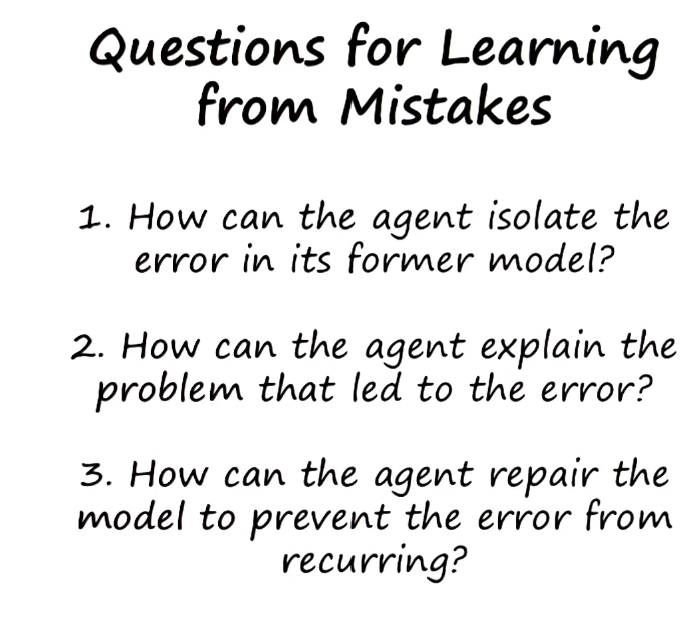 Questions for Learning
from Mistakes
1. How can the agent isolate the
error in its former model?
2. How can the agent explain the
problem that led to the error?
3. How can the agent repair the
model to prevent the error from
recurring?